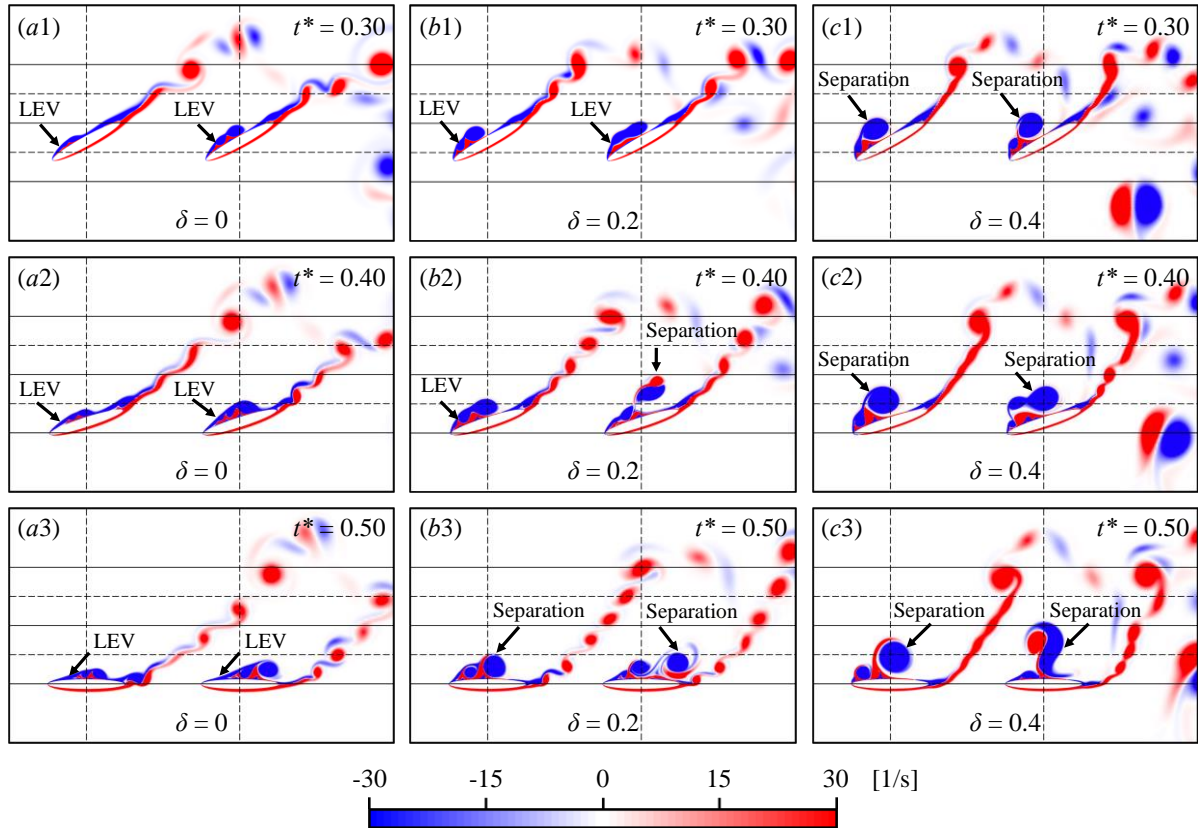 (a1) t* = 0.30
LEV LEV
δ = 0
(b1) t* = 0.30
LEV LEV
δ = 0.2
(c1) t* = 0.30
Separation Separation
δ = 0.4
(a2) t* = 0.40
LEV LEV
δ = 0
(b2) t* = 0.40
Separation
LEV
δ = 0.2
(c2) t* = 0.40
Separation Separation
δ = 0.4
(a3) t* = 0.50
LEV LEV
δ = 0
(b3) t* = 0.50
Separation Separation
δ = 0.2
(c3) t* = 0.50
Separation Separation
δ = 0.4
-30 -15 0 15 30 [1/s]